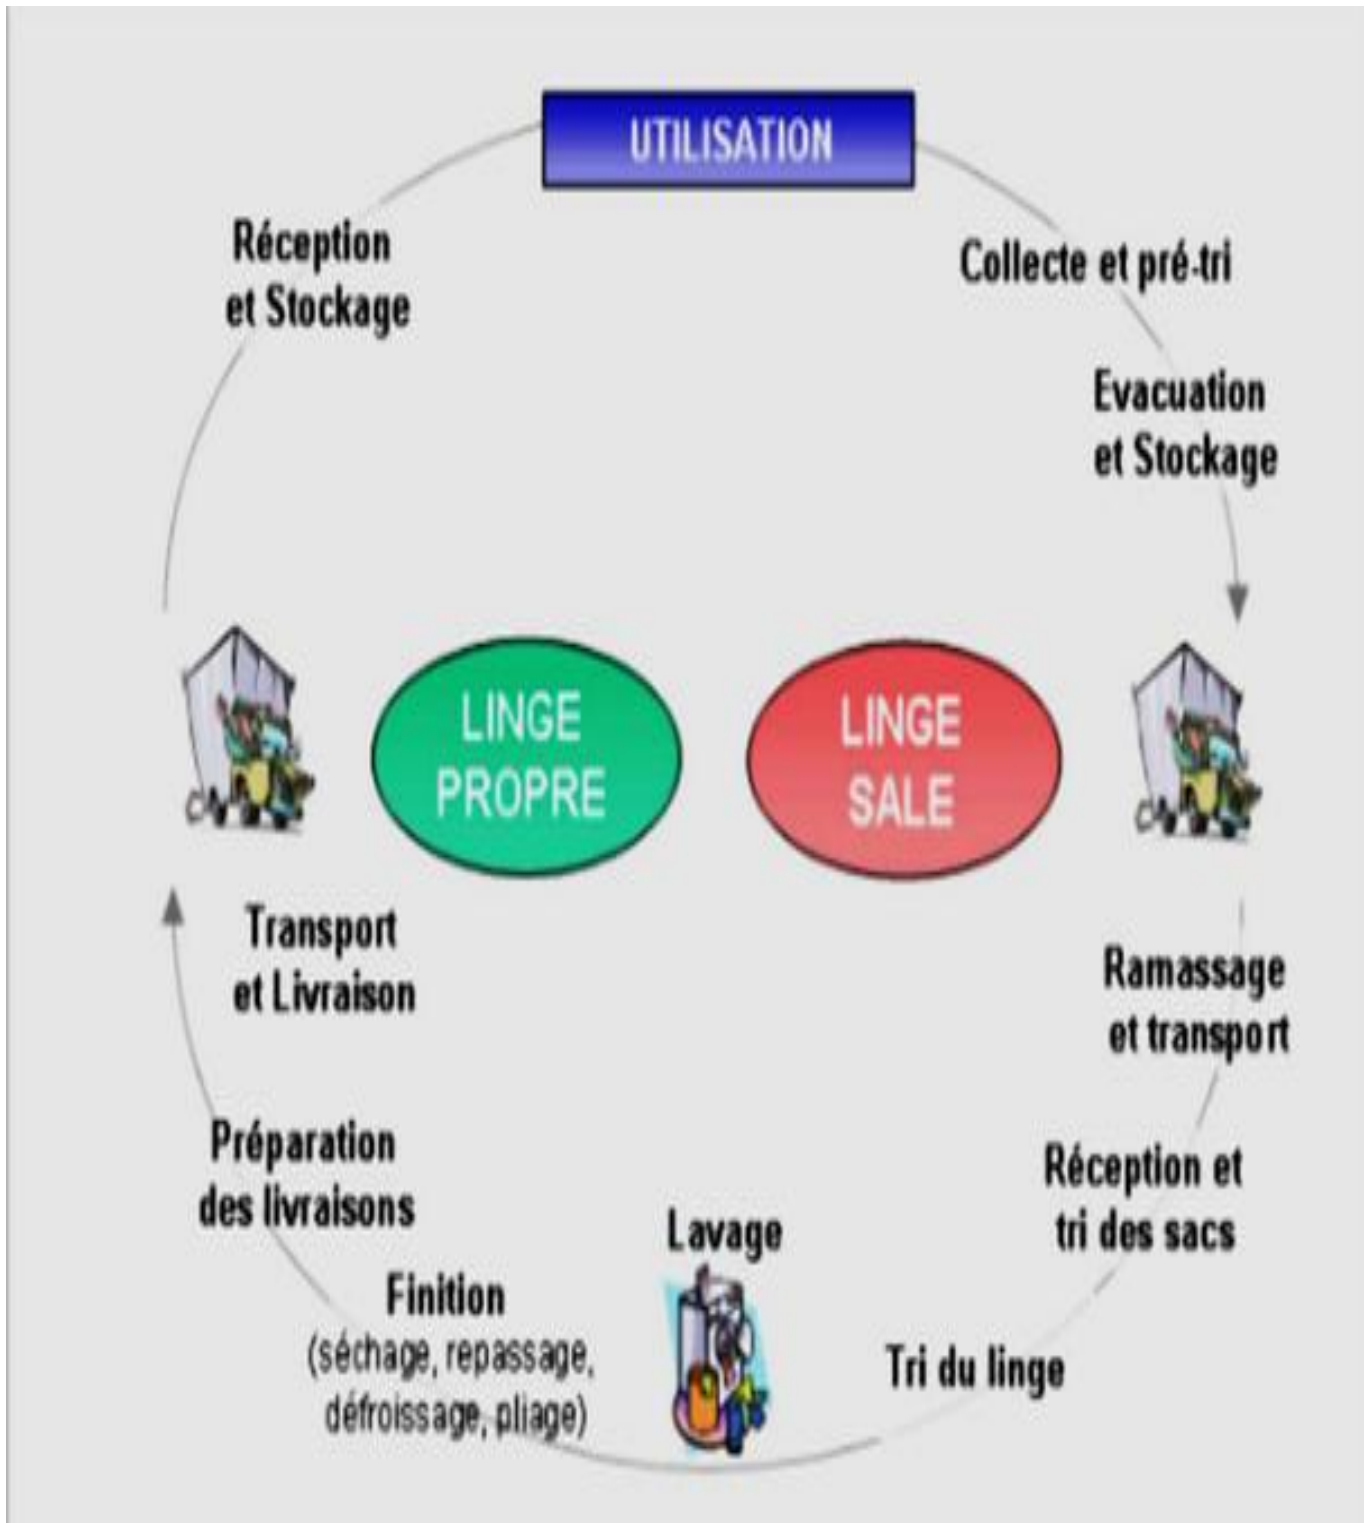 UTILISATION
Collecte et pré-tri
Evacuation
et Stockage
LINGE
SALE
Ramassage
et transport
Réception et
tri des sacs
Tri du linge
Lavage
Finition
(séchage, repassage,
défroissage, pliage)
Préparation
des livraisons
Transport
et Livraison
LINGE
PROPRE
Réception
et Stockage